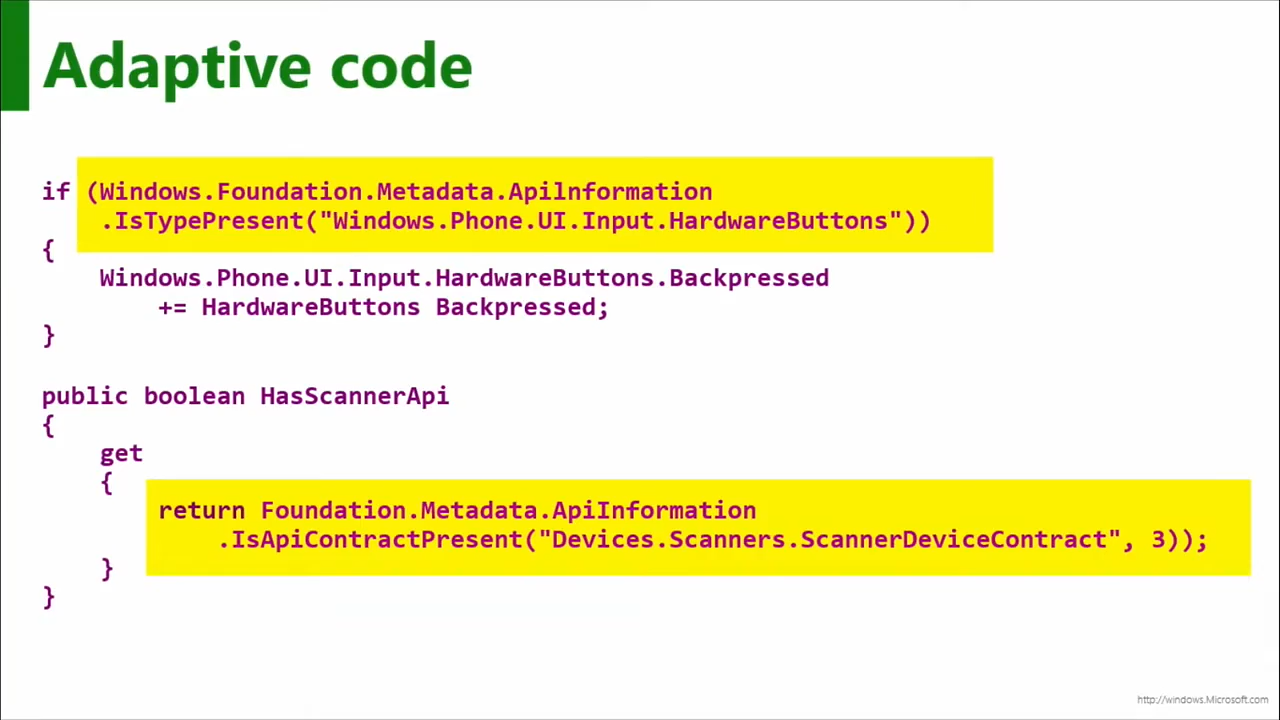 Adaptive code
if (Windows.Foundation.Metadata.Apilnformation
.IsTypePresent("Windows.Phone.UI.Input.HardwareButtons"))
{
Windows.Phone.UI.Input.HardwareButtons.Backpressed
+= HardwareButtons Backpressed;
}
public boolean HasScannerApi
{
get
{
return Foundation.Metadata.ApiInformation
.IsApiContractPresent("Devices.Scanners.ScannerDeviceContract", 3));
}
}
http://windows.Microsoft.com